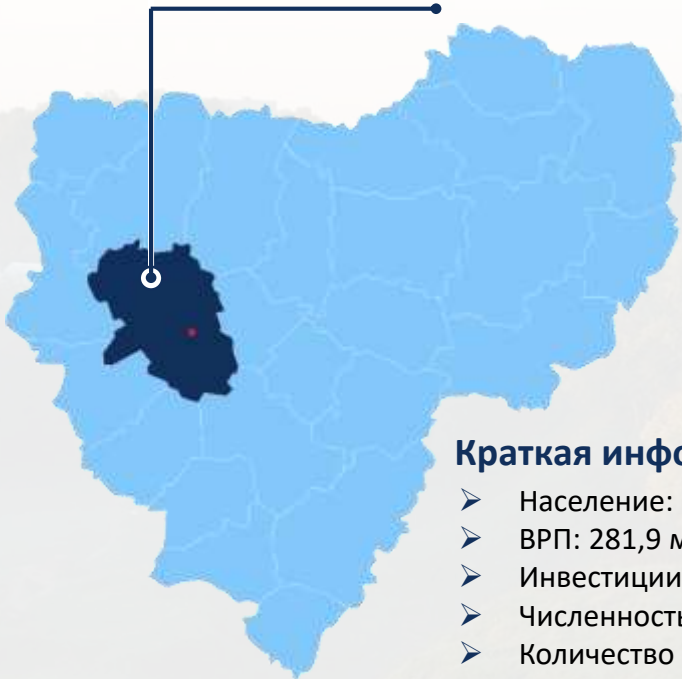 Краткая инфо
Население:
ВРП: 281,9 м
Инвестиции
Численность
Количество